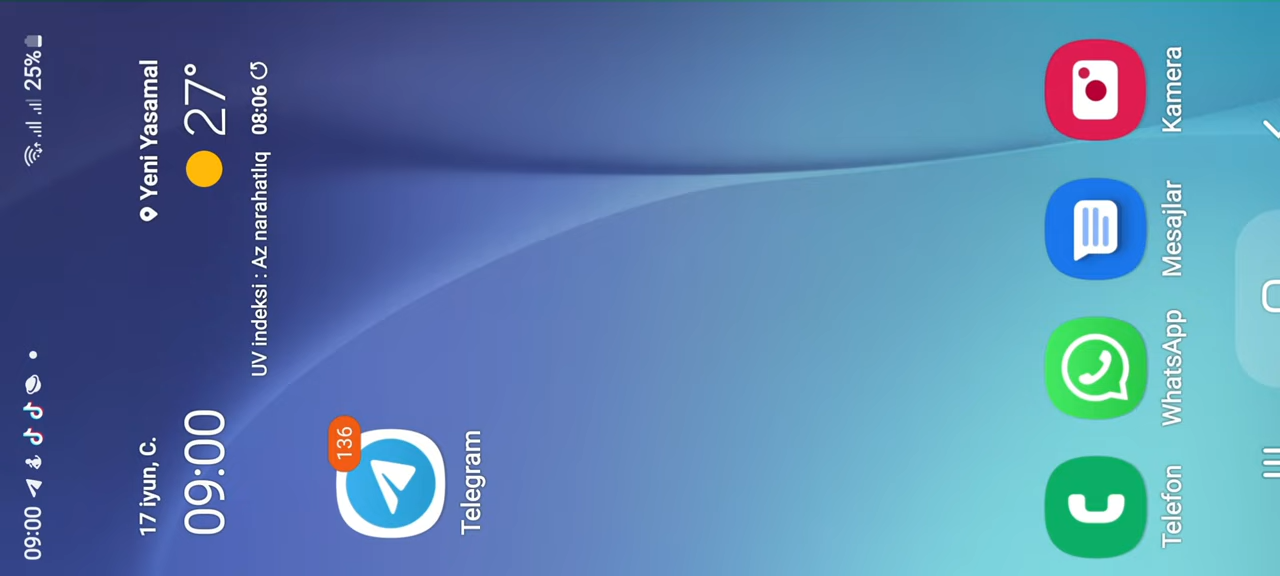 09:00
25%
17 iyun, C.
Yeni Yasamal
09:00
27°
UV indeksi : Az narahatlıq 08:06
136
Telegram
Telefon
WhatsApp
Mesajlar
Kamera